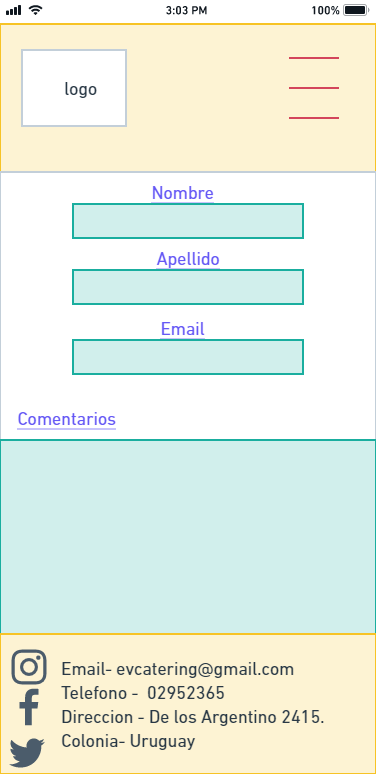 3:03 PM 100%
logo
Nombre
Apellido
Email
Comentarios
Email- evcatering@gmail.com
Telefono - 02952365
Direccion - De los Argentino 2415.
Colonia- Uruguay